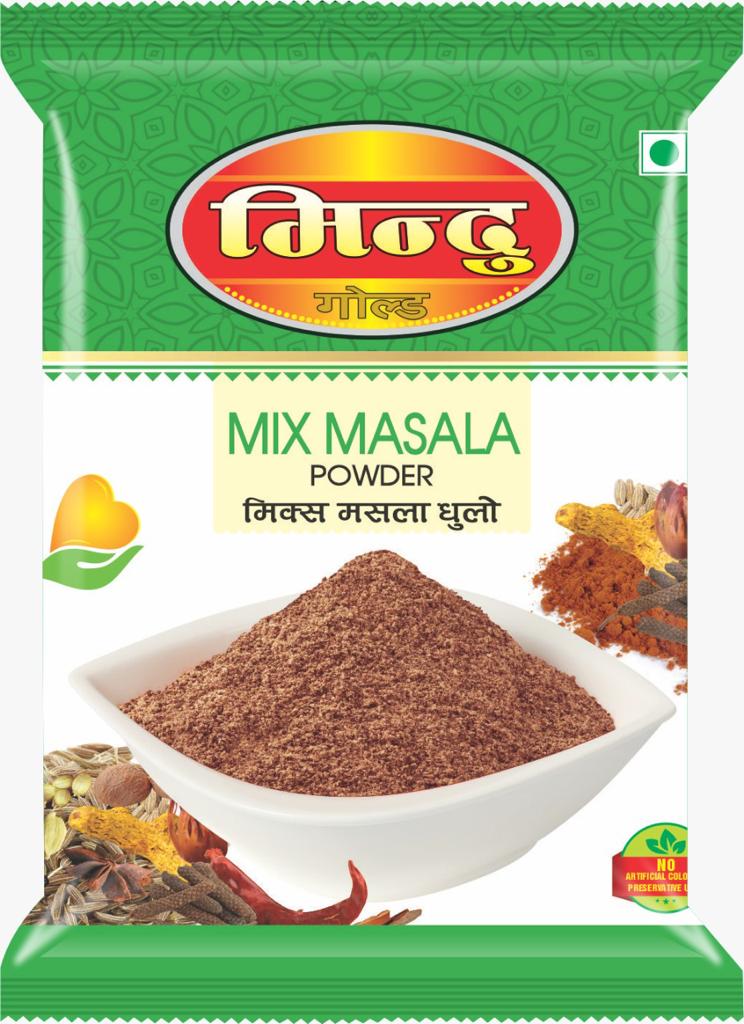 मिन्दु
गोल्ड
MIX MASALA
POWDER
मिक्स मसला धुलो
NO
ARTIFICIAL COLO
PRESERVATIVE U